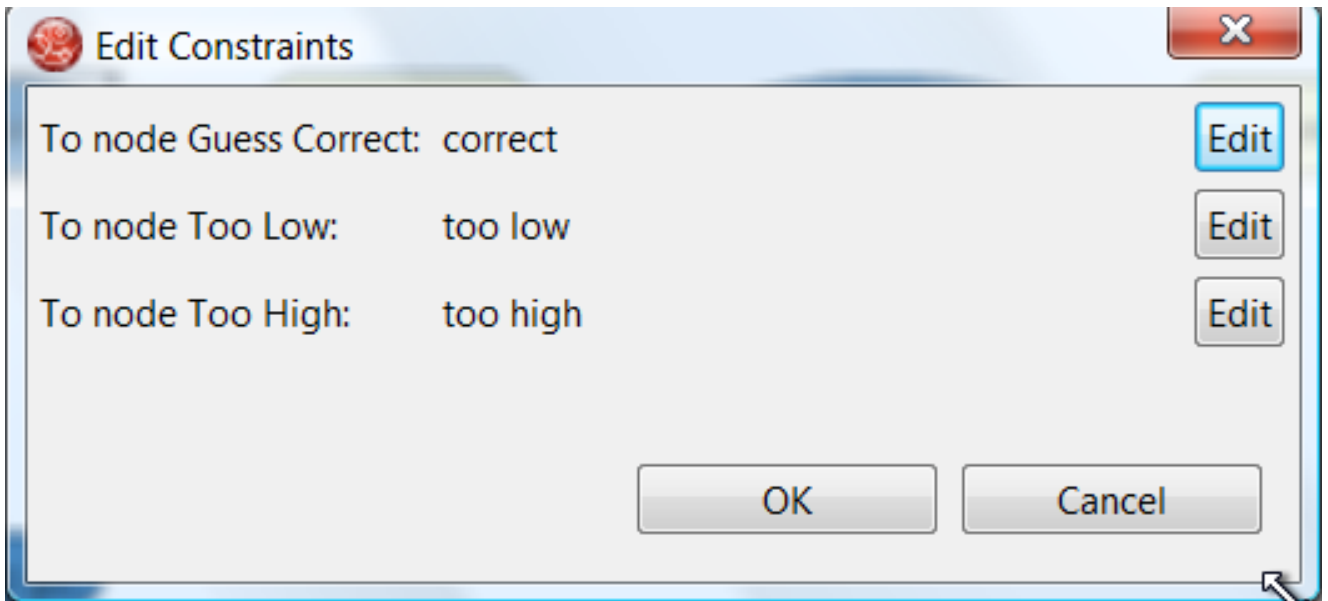 Edit Constraints
To node Guess Correct: correct Edit
To node Too Low: too low Edit
To node Too High: too high Edit
OK Cancel